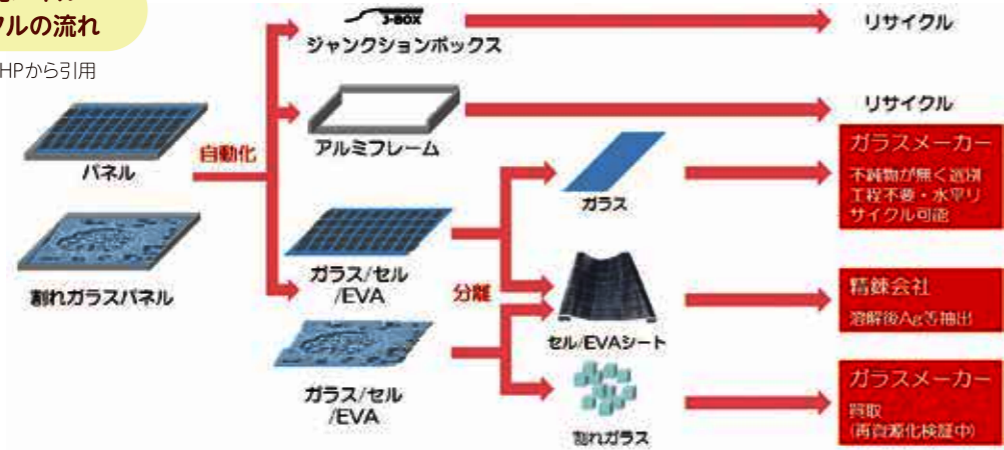 クルの流れ
HPから引用
J-BOX
ジャンクションボックス
リサイクル
アルミフレーム
リサイクル
パネル
自動化
割れガラスパネル
ガラス/セル
/EVA
分離
ガラス/セル
/EVA
ガラス
セル/EVAシート
割れガラス
ガラスメーカー
不純物が無く選別
工程不要・水平リ
サイクル可能
精錬会社
溶解後Ag等抽出
ガラスメーカー
買取
(再資源化検証中)